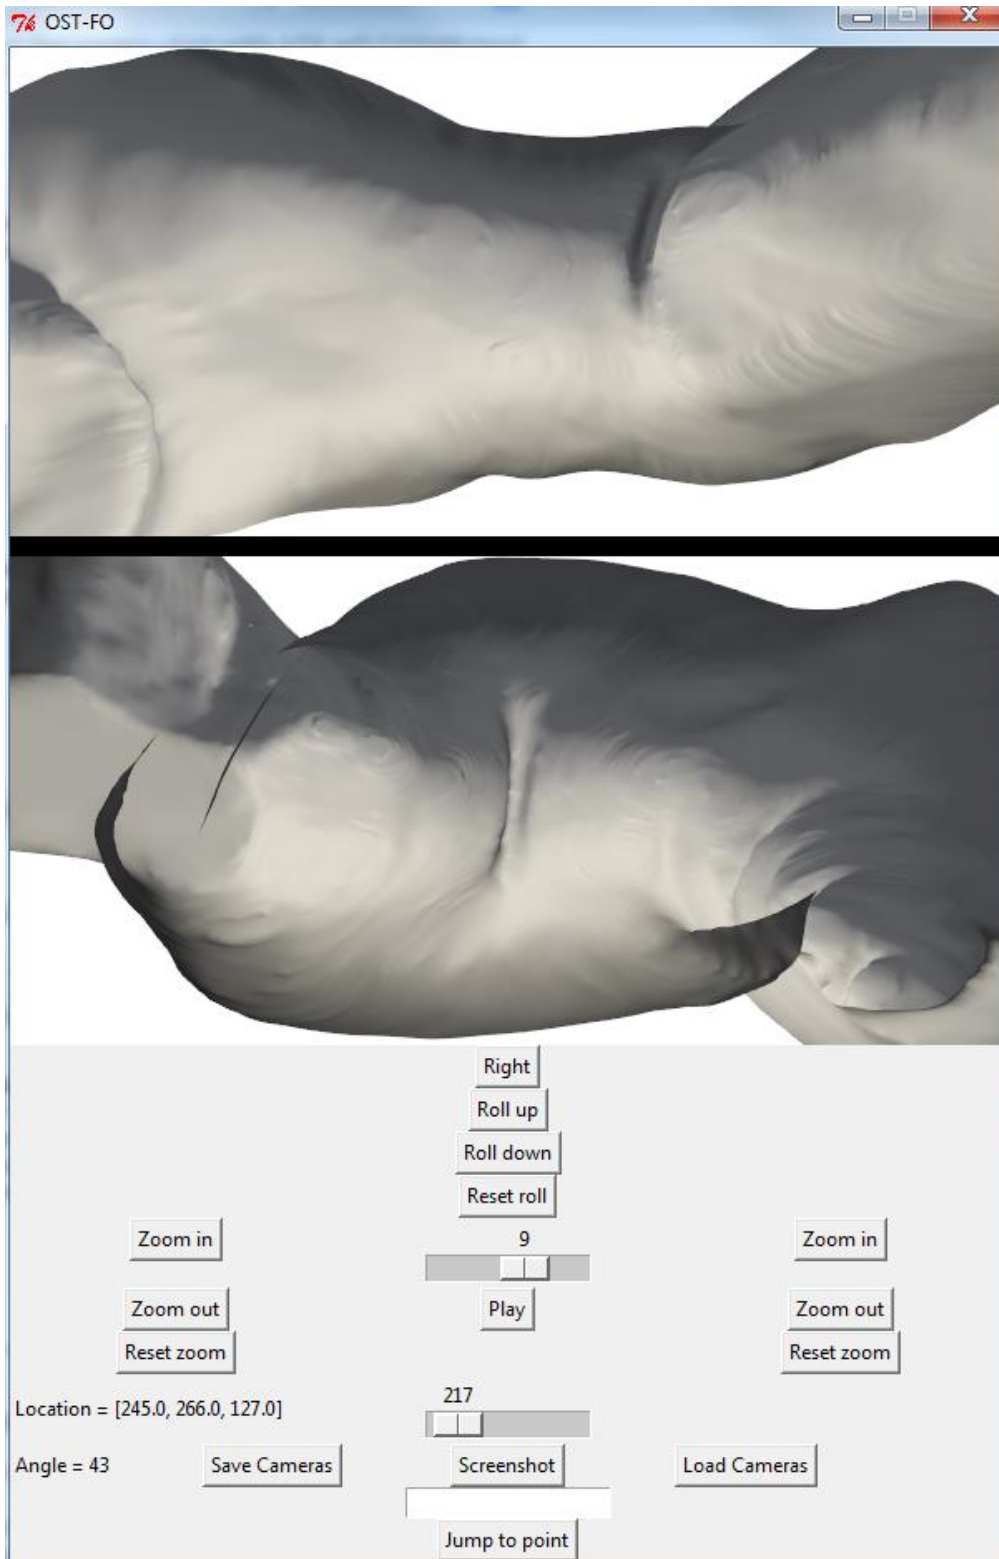 OST-FO
Right
Roll up
Roll down
Reset roll
Zoom in
9
Zoom in
Zoom out
Play
Zoom out
Reset zoom
Reset zoom
Location = [245.0, 266.0, 127.0]
217
Angle = 43
Save Cameras
Screenshot
Load Cameras
Jump to point